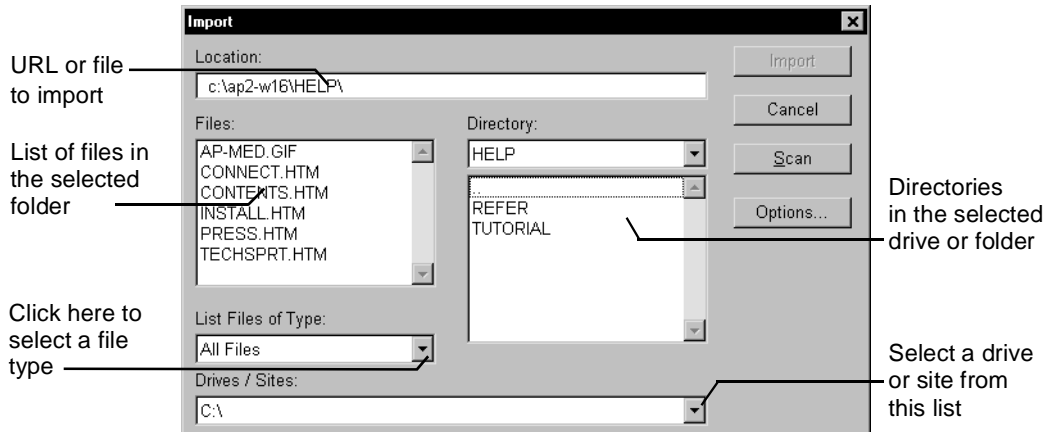 Import
URL or file
to import
Location:
c:\ap2-w16\HELP\
Import
Cancel
Scan
Options...
List of files in
the selected
folder
Files:
AP-MED.GIF
CONNECT.HTM
CONTENTS.HTM
INSTALL.HTM
PRESS.HTM
TECHSPRT.HTM
Directory:
HELP
..
REFER
TUTORIAL
Directories
in the selected
drive or folder
Click here to
select a file
type
List Files of Type:
All Files
Drives / Sites:
C:\
Select a drive
or site from
this list